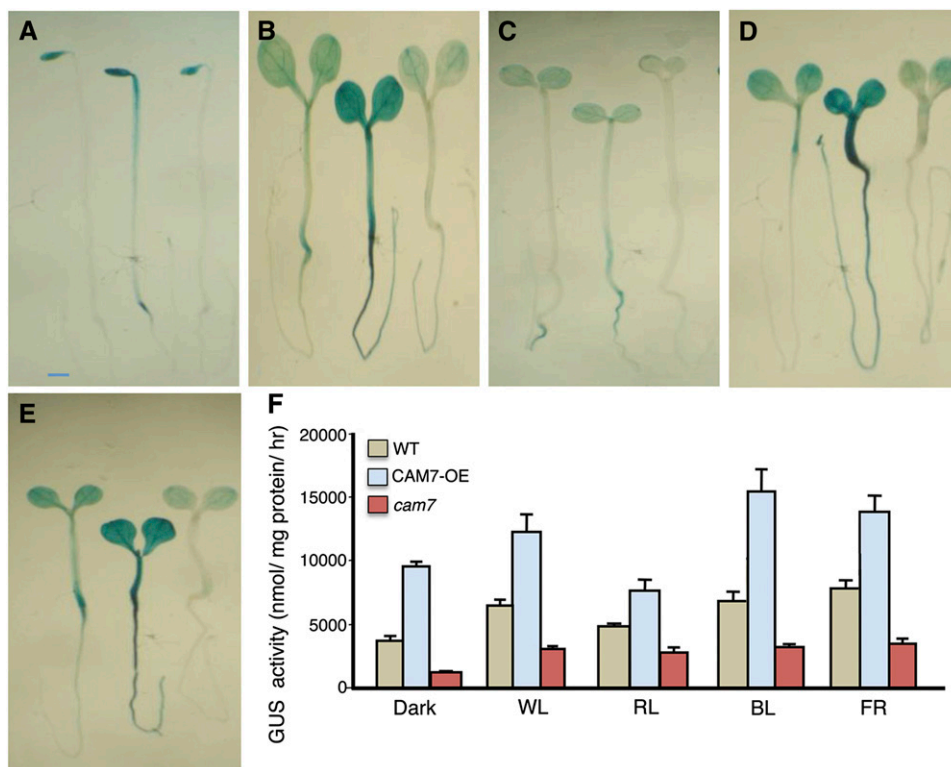 A
B
C
D
E
F
GUS activity (nmol/ mg protein/ hr)
20000
15000
10000
5000
0
WT
CAM7-OE
cam7
Dark WL RL BL FR